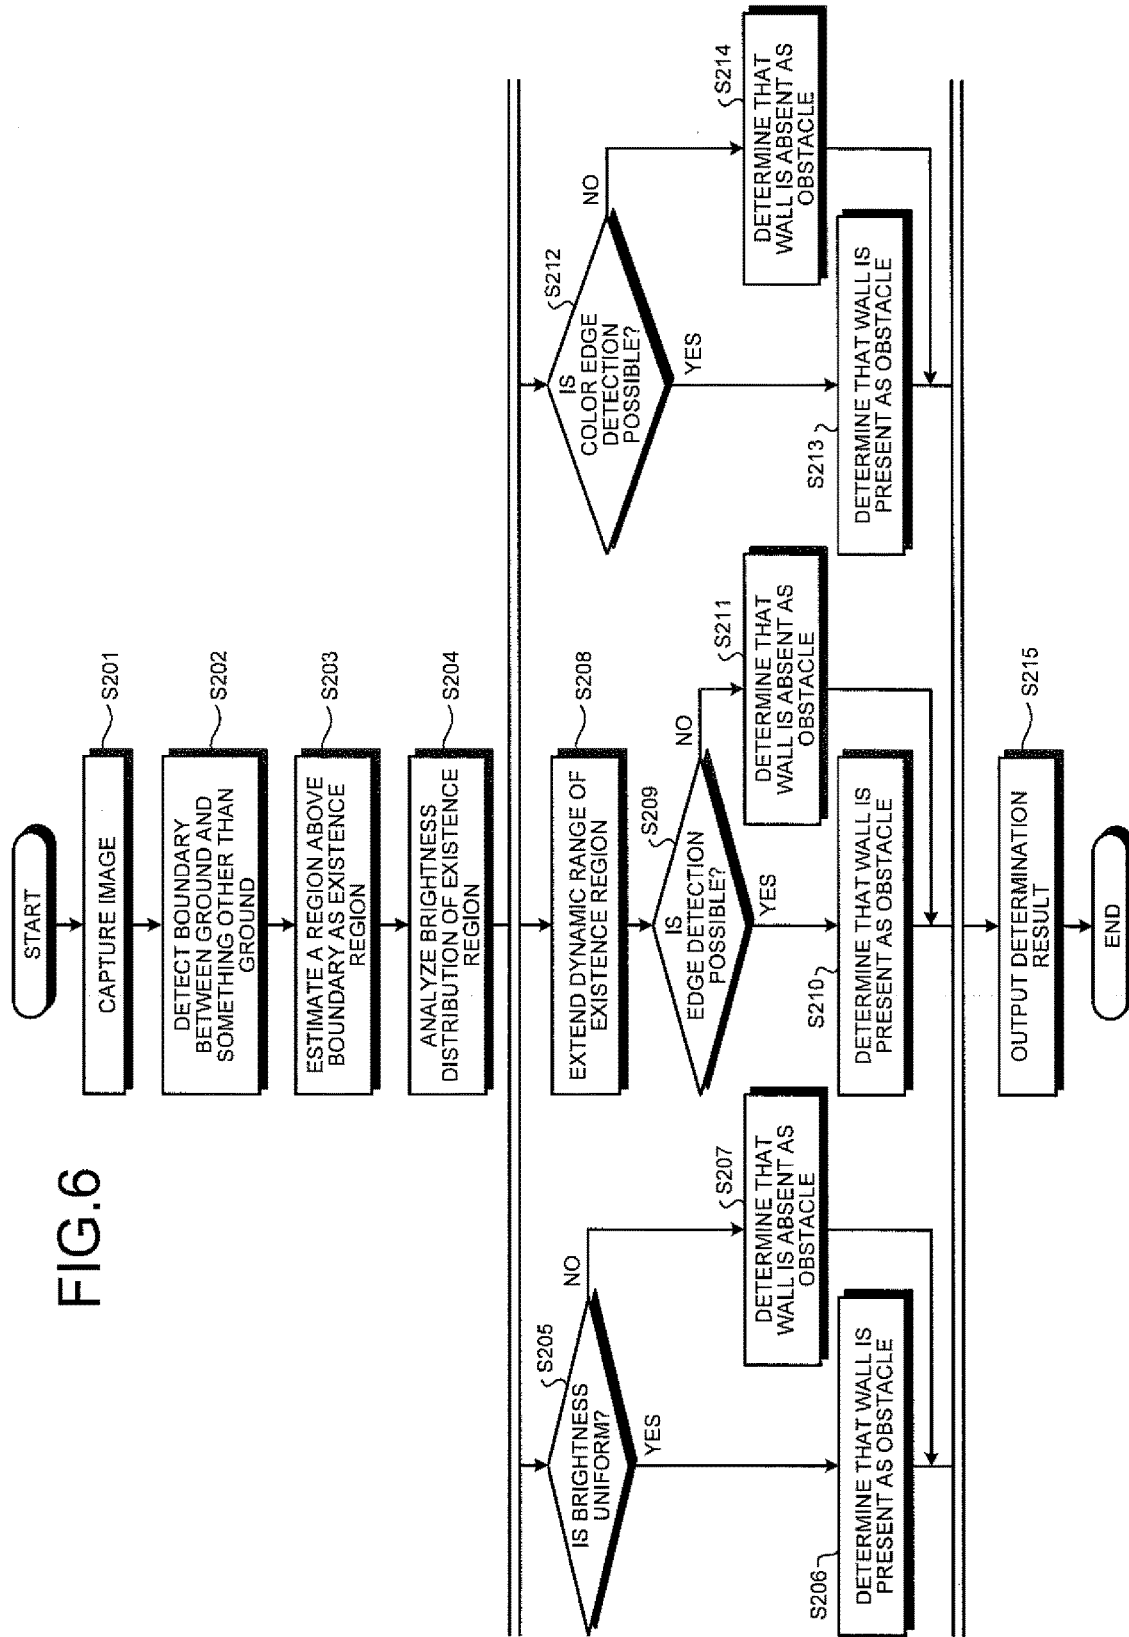 FIG.6
START
CAPTURE IMAGE
S201
DETECT BOUNDARY
BETWEEN GROUND AND
SOMETHING OTHER THAN
GROUND
S202
ESTIMATE A REGION ABOVE
BOUNDARY AS EXISTENCE
REGION
S203
ANALYZE BRIGHTNESS
DISTRIBUTION OF EXISTENCE
REGION
S204
IS BRIGHTNESS
UNIFORM?
S205
NO
YES
DETERMINE THAT
WALL IS ABSENT AS
OBSTACLE
S207
S206
DETERMINE THAT WALL IS
PRESENT AS OBSTACLE
EXTEND DYNAMIC RANGE OF
EXISTENCE REGION
S208
IS
EDGE DETECTION
POSSIBLE?
S209
NO
YES
DETERMINE THAT
WALL IS ABSENT AS
OBSTACLE
S211
S210
DETERMINE THAT WALL IS
PRESENT AS OBSTACLE
IS
COLOR EDGE
DETECTION
POSSIBLE?
S212
NO
YES
DETERMINE THAT
WALL IS ABSENT AS
OBSTACLE
S214
S213
DETERMINE THAT WALL IS
PRESENT AS OBSTACLE
OUTPUT DETERMINATION
RESULT
S215
END